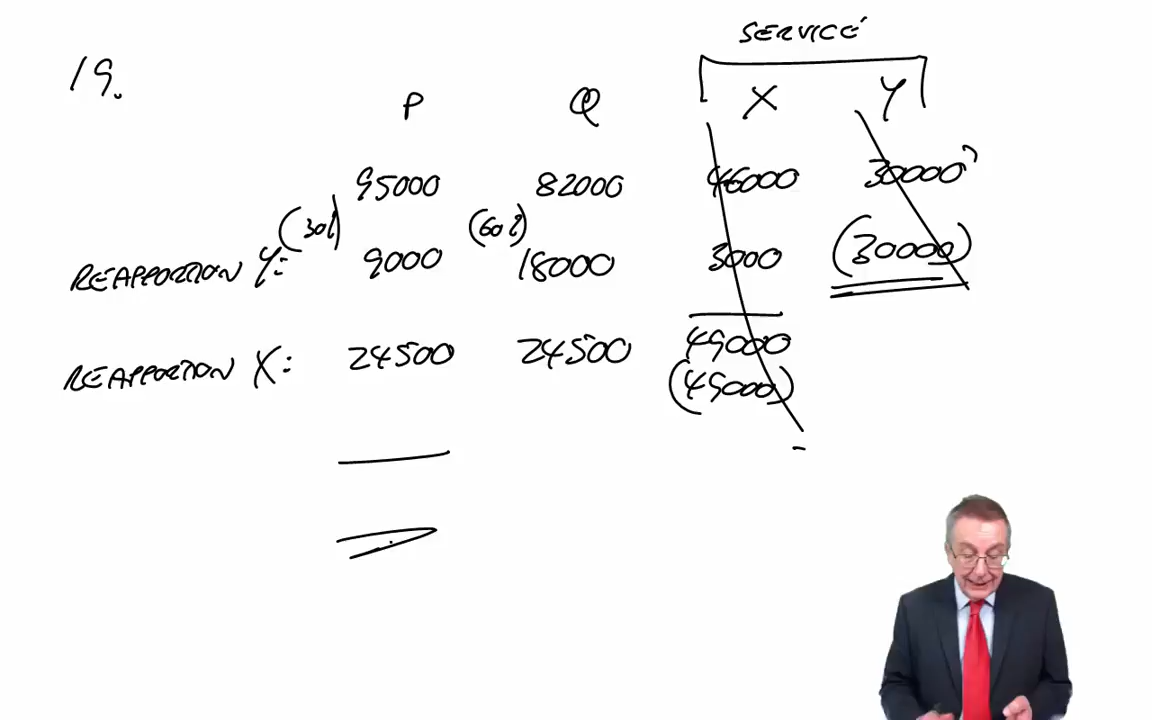 SERVICE
19.
P Q X Y
95000 82000 46000 30000
(30%) (60%)
REAPPORTION Y: 9000 18000 3000 (30000)
49000
REAPPORTION X: 24500 24500
(49000)
-